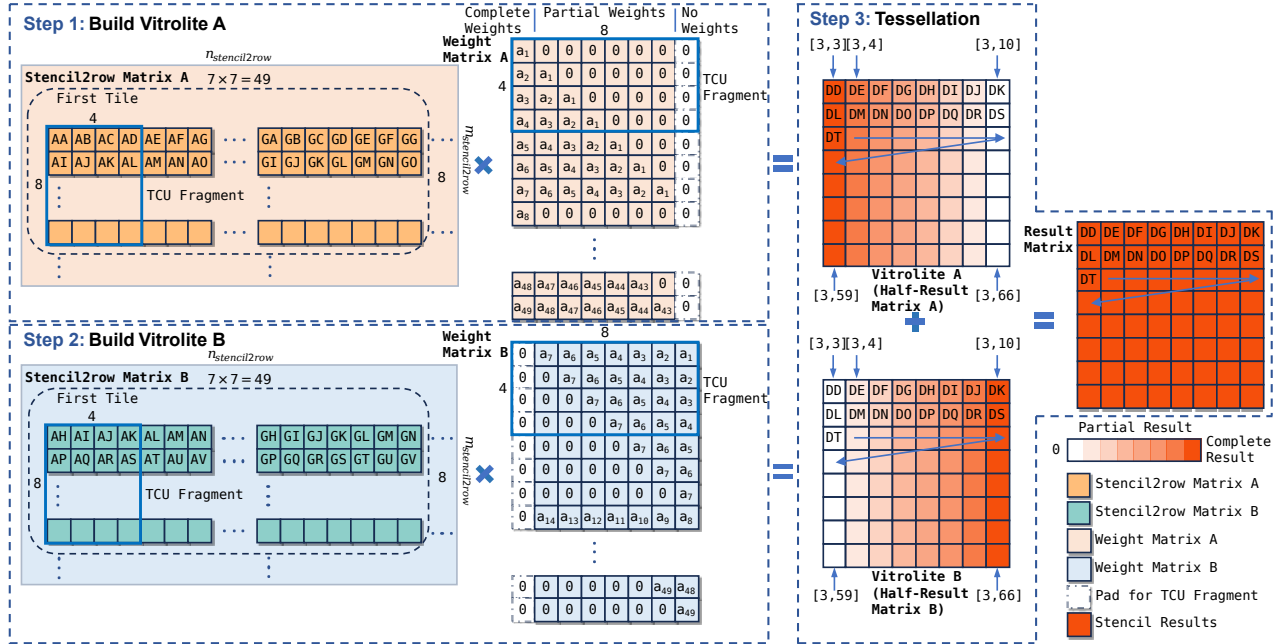 Step 1: Build Vitrolite A
n stencil2row
Stencil2row Matrix A 7×7=49
First Tile
4
AA AB AC AD AE AF AG ··· GA GB GC GD GE GF GG ···
AI AJ AK AL AM AN AO ··· GI GJ GK GL GM GN GO
8
TCU Fragment
8
m stencil2row
Complete Weights
Partial Weights
No Weights
8
Weight Matrix A
4
TCU Fragment
a1 0 0 0 0 0 0 0
a2 a1 0 0 0 0 0 0
a3 a2 a1 0 0 0 0 0
a4 a3 a2 a1 0 0 0 0
a5 a4 a3 a2 a1 0 0
a6 a5 a4 a3 a2 a1 0
a7 a6 a5 a4 a3 a2 a1
a8 0 0 0 0 0 0
a48 a47 a46 a45 a44 a43 0 0
a49 a48 a47 a46 a45 a44 a43 0
Step 2: Build Vitrolite B
n stencil2row
Stencil2row Matrix B 7×7=49
First Tile
4
AH AI AJ AK AL AM AN ··· GH GI GJ GK GL GM GN ···
AP AQ AR AS AT AU AV ··· GP GQ GR GS GT GU GV
8
TCU Fragment
8
m stencil2row
8
Weight Matrix B
4
TCU Fragment
0 a7 a6 a5 a4 a3 a2 a1
0 0 a7 a6 a5 a4 a3 a2
0 0 0 a7 a6 a5 a4 a3
0 0 0 0 a7 a6 a5 a4
0 0 0 0 0 a7 a6 a5
0 0 0 0 0 0 a7 a6
0 0 0 0 0 0 0 a7
0 a14 a13 a12 a11 a10 a9 a8
0 0 0 0 0 0 a49 a48
0 0 0 0 0 0 0 a49
Step 3: Tessellation
[3,3] [3,4] [3,10]
DD DE DF DG DH DI DJ DK
DL DM DN DO DP DQ DR DS
DT
[3,59] [3,66]
Vitrolite A
(Half-Result
Matrix A)
[3,3] [3,4] [3,10]
DD DE DF DG DH DI DJ DK
DL DM DN DO DP DQ DR DS
DT
[3,59] [3,66]
Vitrolite B
(Half-Result
Matrix B)
Result Matrix
DD DE DF DG DH DI DJ DK
DL DM DN DO DP DQ DR DS
DT
Partial Result
0
Complete Result
Stencil2row Matrix A
Stencil2row Matrix B
Weight Matrix A
Weight Matrix B
Pad for TCU Fragment
Stencil Results